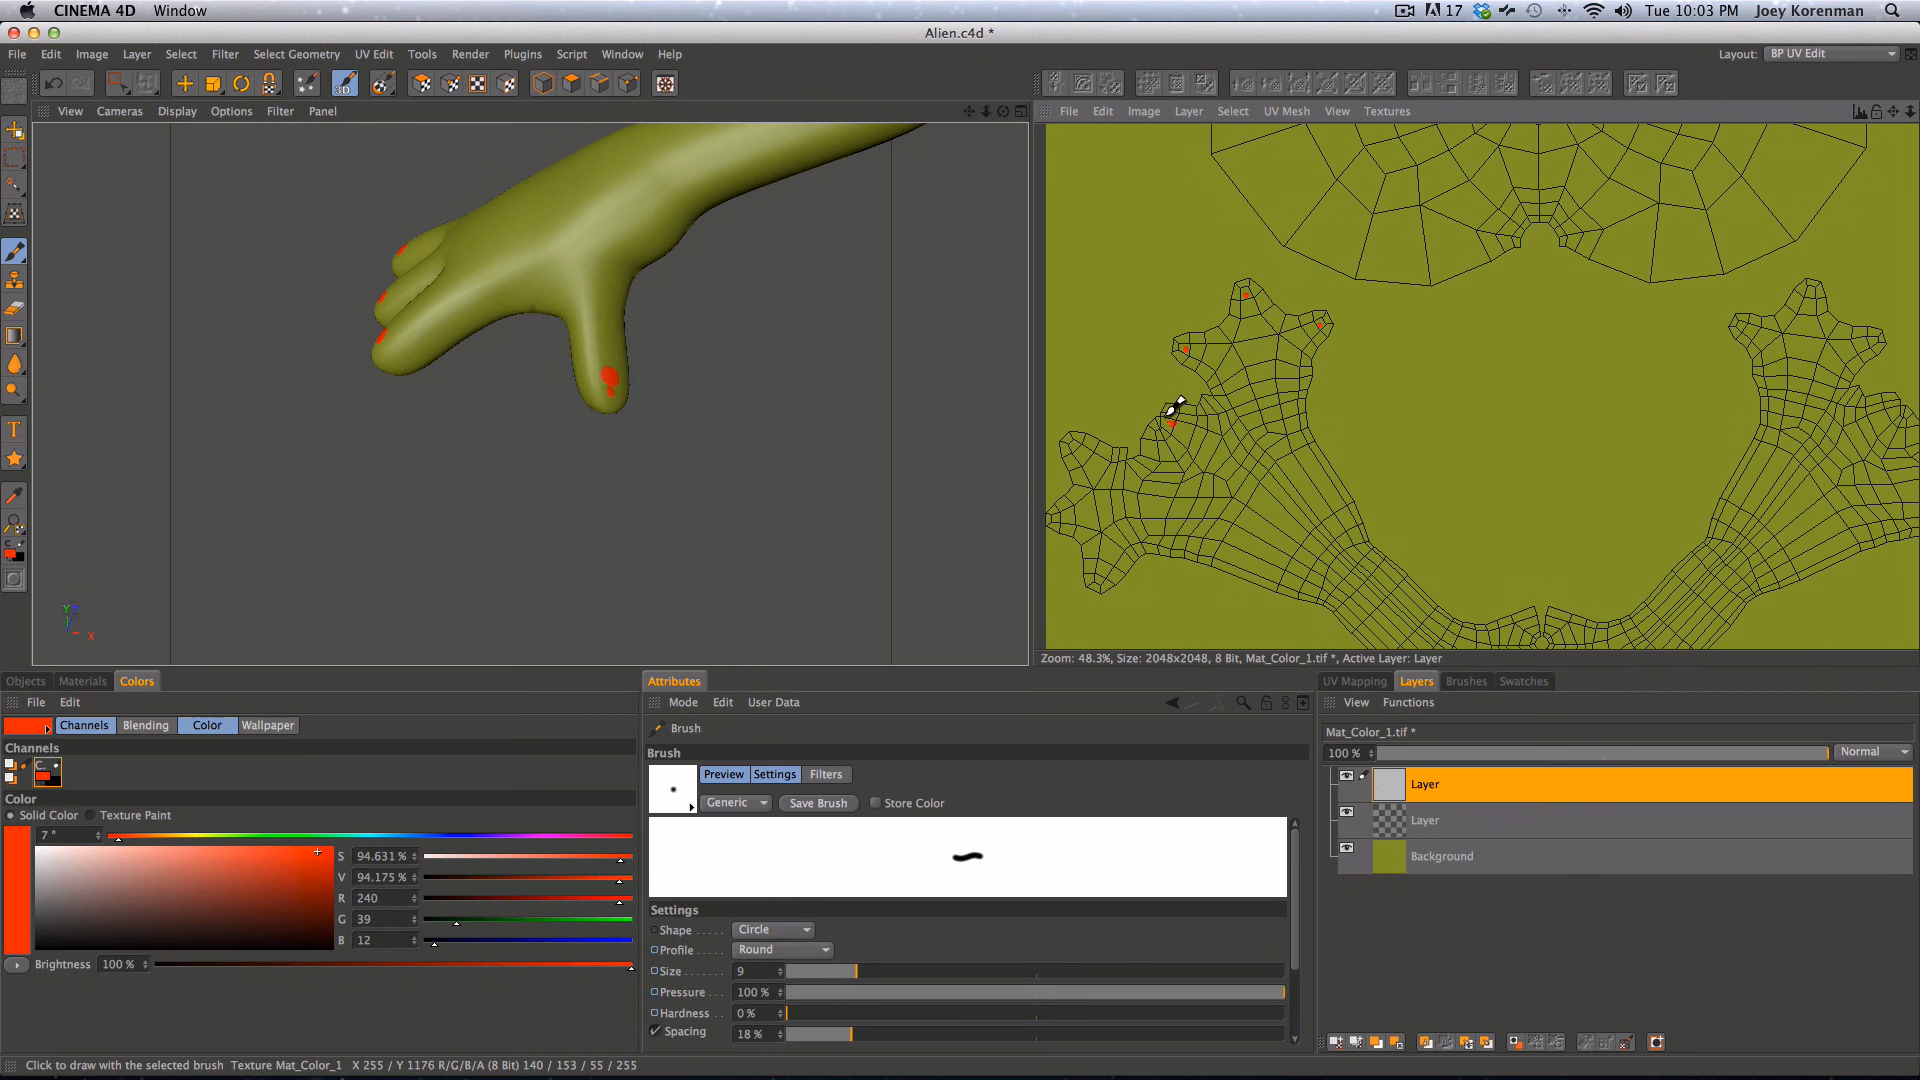 CINEMA 4D Window 17 Tue 10:03 PM Joey Korenman
Alien.c4d *
File Edit Image Layer Select Filter Select Geometry UV Edit Tools Render Plugins Script Window Help Layout: BP UV Edit
3D
View Cameras Display Options Filter Panel
File Edit Image Layer Select UV Mesh View Textures
Y Z
X
Zoom: 48.3%, Size: 2048x2048, 8 Bit, Mat_Color_1.tif *, Active Layer: Layer
Objects Materials Colors
File Edit
Channels Blending Color Wallpaper
Channels
C.
Color
Solid Color Texture Paint
7 °
S 94.631 %
V 94.175 %
R 240
G 39
B 12
Brightness 100 %
Attributes
Mode Edit User Data
Brush
Brush
Preview Settings Filters
Generic Save Brush Store Color
Settings
Shape Circle
Profile Round
Size 9
Pressure 100 %
Hardness 0 %
Spacing 18 %
UV Mapping Layers Brushes Swatches
View Functions
Mat_Color_1.tif *
100 % Normal
Layer
Layer
Background
Click to draw with the selected brush Texture Mat_Color_1 X 255 / Y 1176 R/G/B/A (8 Bit) 140 / 153 / 55 / 255